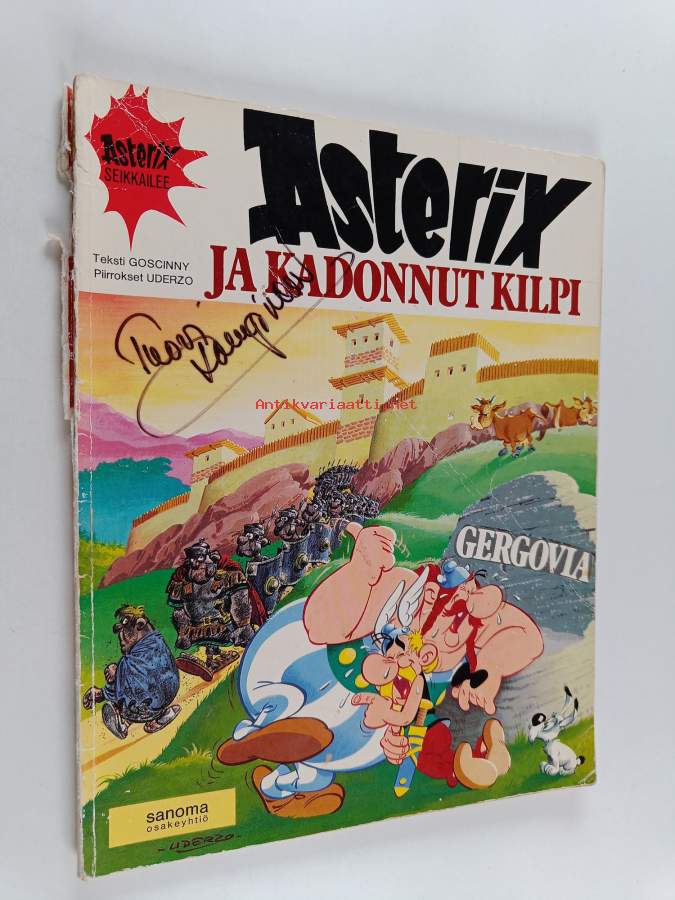 Asterix
SEIKKAILEE
Asterix
JA KADONNUT KILPI
Teksti GOSCINNY
Piirrokset UDERZO
Antikvariaatti.net
GERGOVIA
sanoma
osakeyhtiö
-UDERZO-